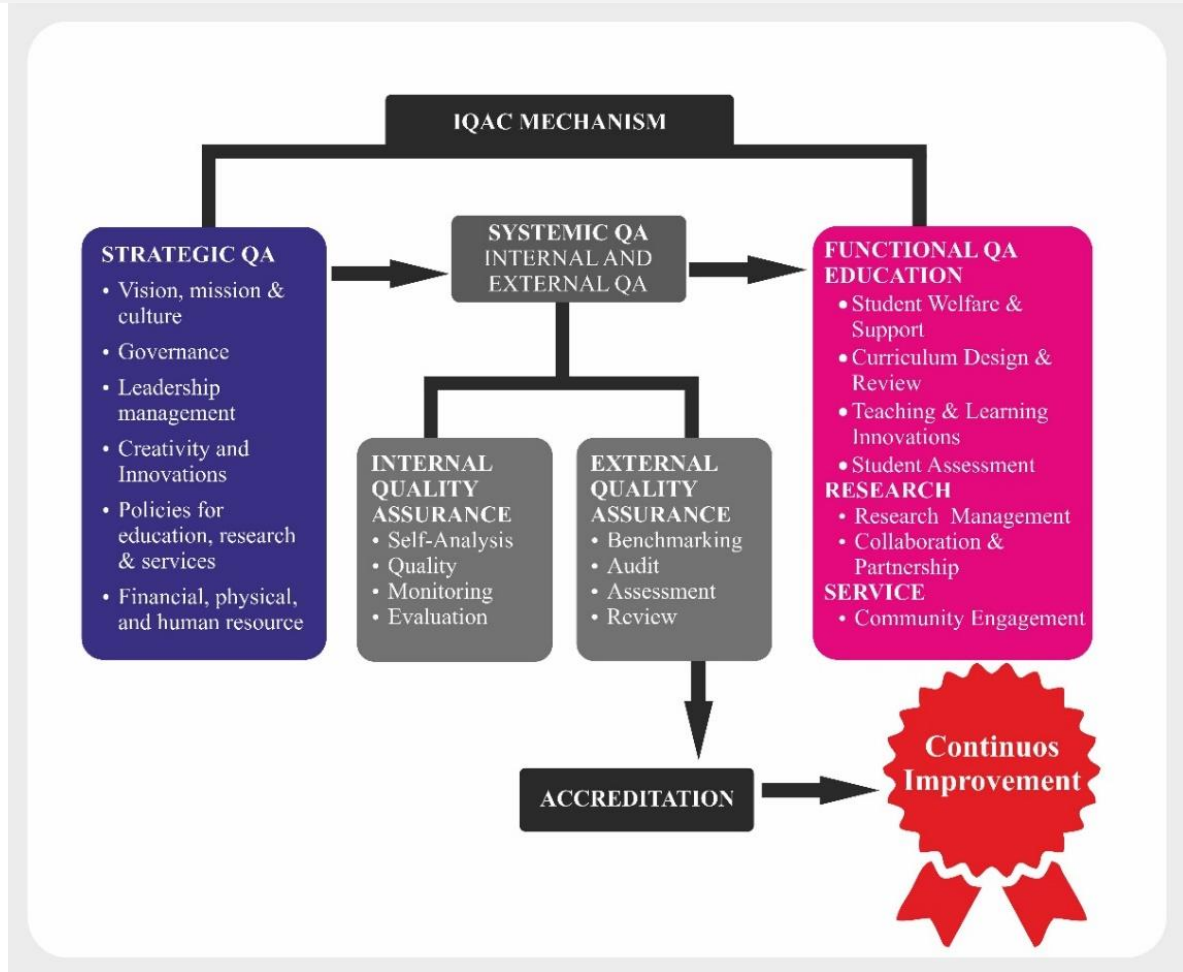 IQAC MECHANISM
STRATEGIC QA
• Vision, mission &
culture
• Governance
• Leadership
management
• Creativity and
Innovations
• Policies for
education, research
& services
• Financial, physical,
and human resource
SYSTEMIC QA
INTERNAL AND
EXTERNAL QA
INTERNAL
QUALITY
ASSURANCE
• Self-Analysis
• Quality
• Monitoring
• Evaluation
EXTERNAL
QUALITY
ASSURANCE
• Benchmarking
• Audit
• Assessment
• Review
FUNCTIONAL QA
EDUCATION
• Student Welfare &
Support
• Curriculum Design &
Review
• Teaching & Learning
Innovations
• Student Assessment
RESEARCH
• Research Management
• Collaboration &
Partnership
SERVICE
• Community Engagement
ACCREDITATION
Continuos
Improvement